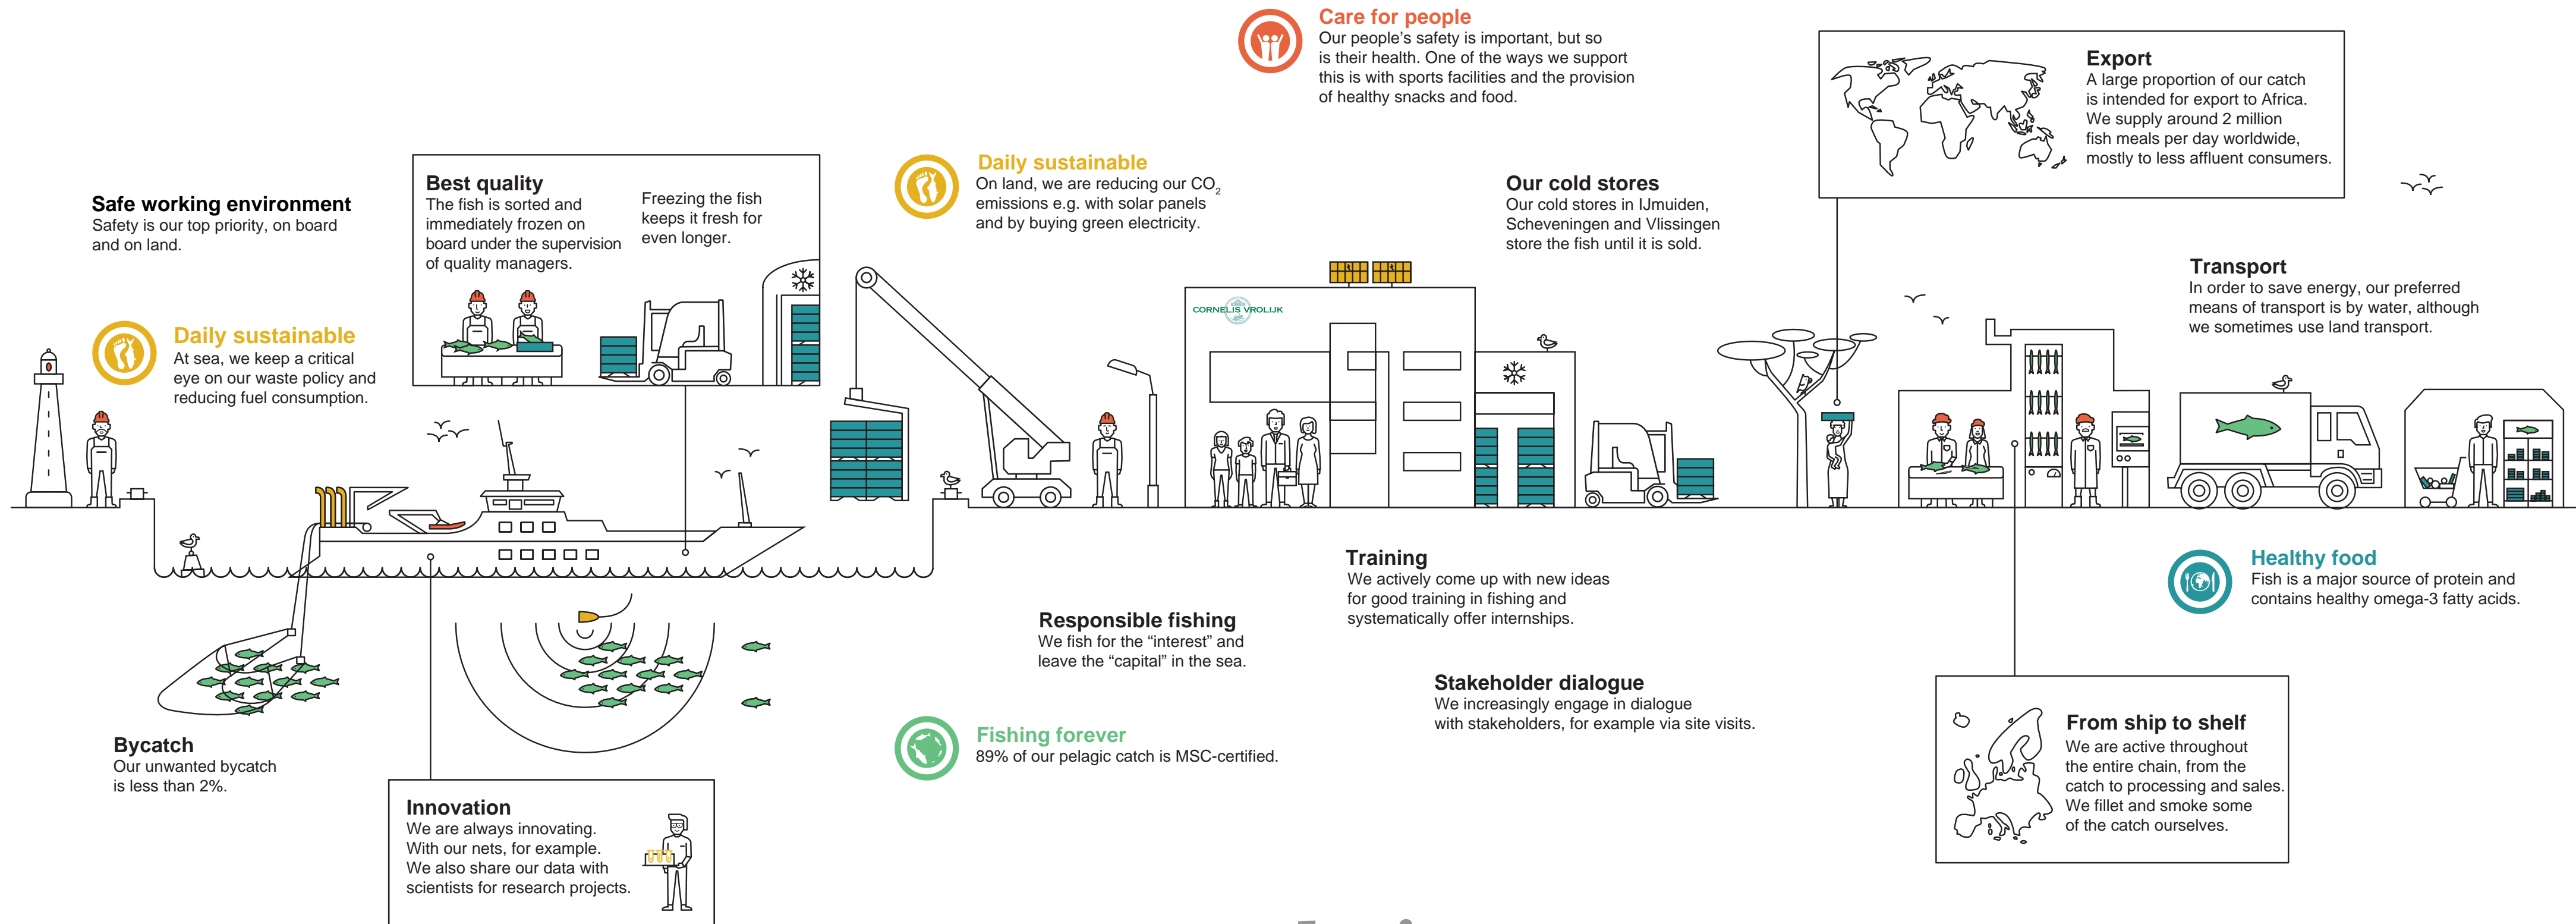 Care for people
Our people's safety is important, but so
is their health. One of the ways we support
this is with sports facilities and the provision
of healthy snacks and food.
Export
A large proportion of our catch
is intended for export to Africa.
We supply around 2 million
fish meals per day worldwide,
mostly to less affluent consumers.
Safe working environment
Safety is our top priority, on board
and on land.
Best quality
The fish is sorted and
immediately frozen on
board under the supervision
of quality managers.
Freezing the fish
keeps it fresh for
even longer.
Daily sustainable
On land, we are reducing our CO2
emissions e.g. with solar panels
and by buying green electricity.
Our cold stores
Our cold stores in IJmuiden,
Scheveningen and Vlissingen
store the fish until it is sold.
Transport
In order to save energy, our preferred
means of transport is by water, although
we sometimes use land transport.
Daily sustainable
At sea, we keep a critical
eye on our waste policy and
reducing fuel consumption.
CORNELIS VROLIJK
Training
We actively come up with new ideas
for good training in fishing and
systematically offer internships.
Healthy food
Fish is a major source of protein and
contains healthy omega-3 fatty acids.
Responsible fishing
We fish for the “interest” and
leave the “capital” in the sea.
Stakeholder dialogue
We increasingly engage in dialogue
with stakeholders, for example via site visits.
Fishing forever
89% of our pelagic catch is MSC-certified.
Bycatch
Our unwanted bycatch
is less than 2%.
Innovation
We are always innovating.
With our nets, for example.
We also share our data with
scientists for research projects.
From ship to shelf
We are active throughout
the entire chain, from the
catch to processing and sales.
We fillet and smoke some
of the catch ourselves.